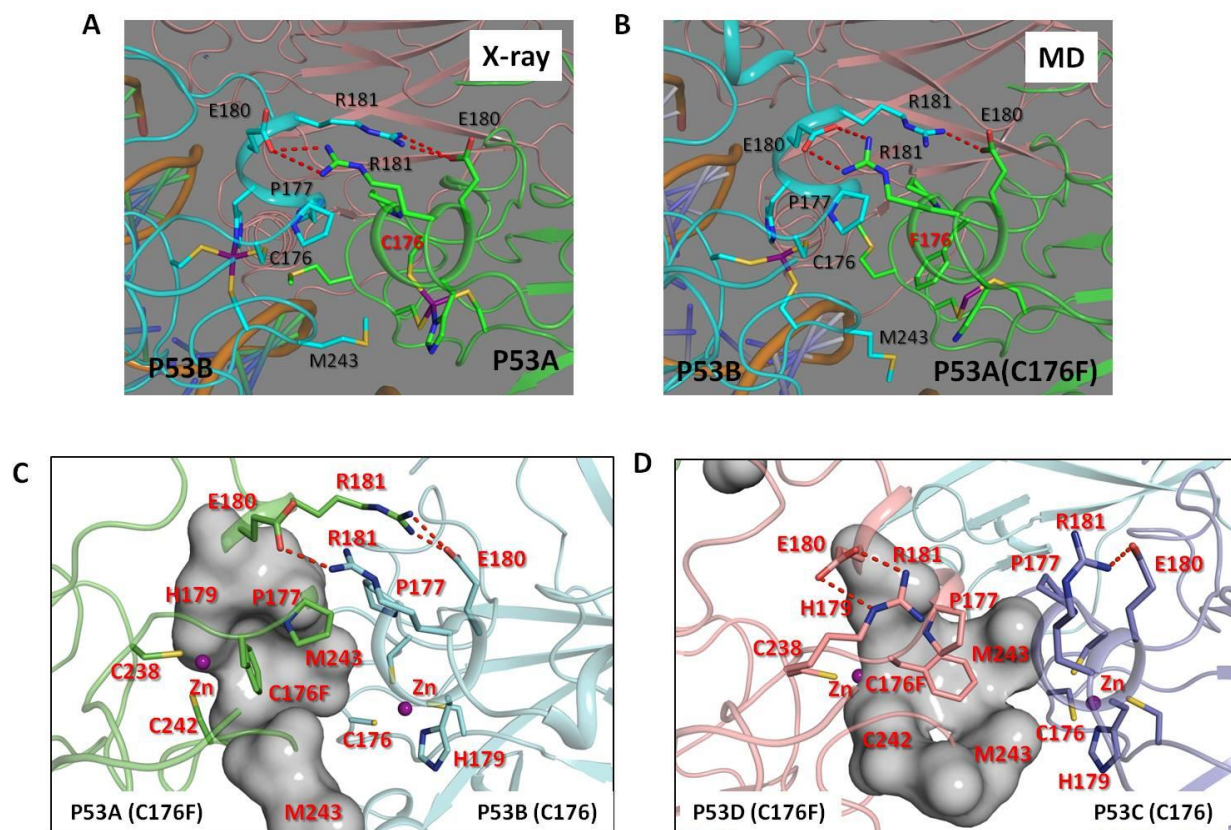 A
X-ray
R181
E180
E180
R181
P177
C176
C176
M243
P53B
P53A
B
MD
R181
E180
E180
R181
P177
F176
C176
M243
P53B
P53A(C176F)
C
R181
E180
R181
E180
H179
P177
P177
C238
M243
Zn
Zn
C176F
C242
C176
H179
M243
P53A (C176F)
P53B (C176)
D
R181
E180
R181
P177
E180
H179
P177
C238
M243
Zn
C176F
Zn
C176
C242
M243
H179
P53D (C176F)
P53C (C176)